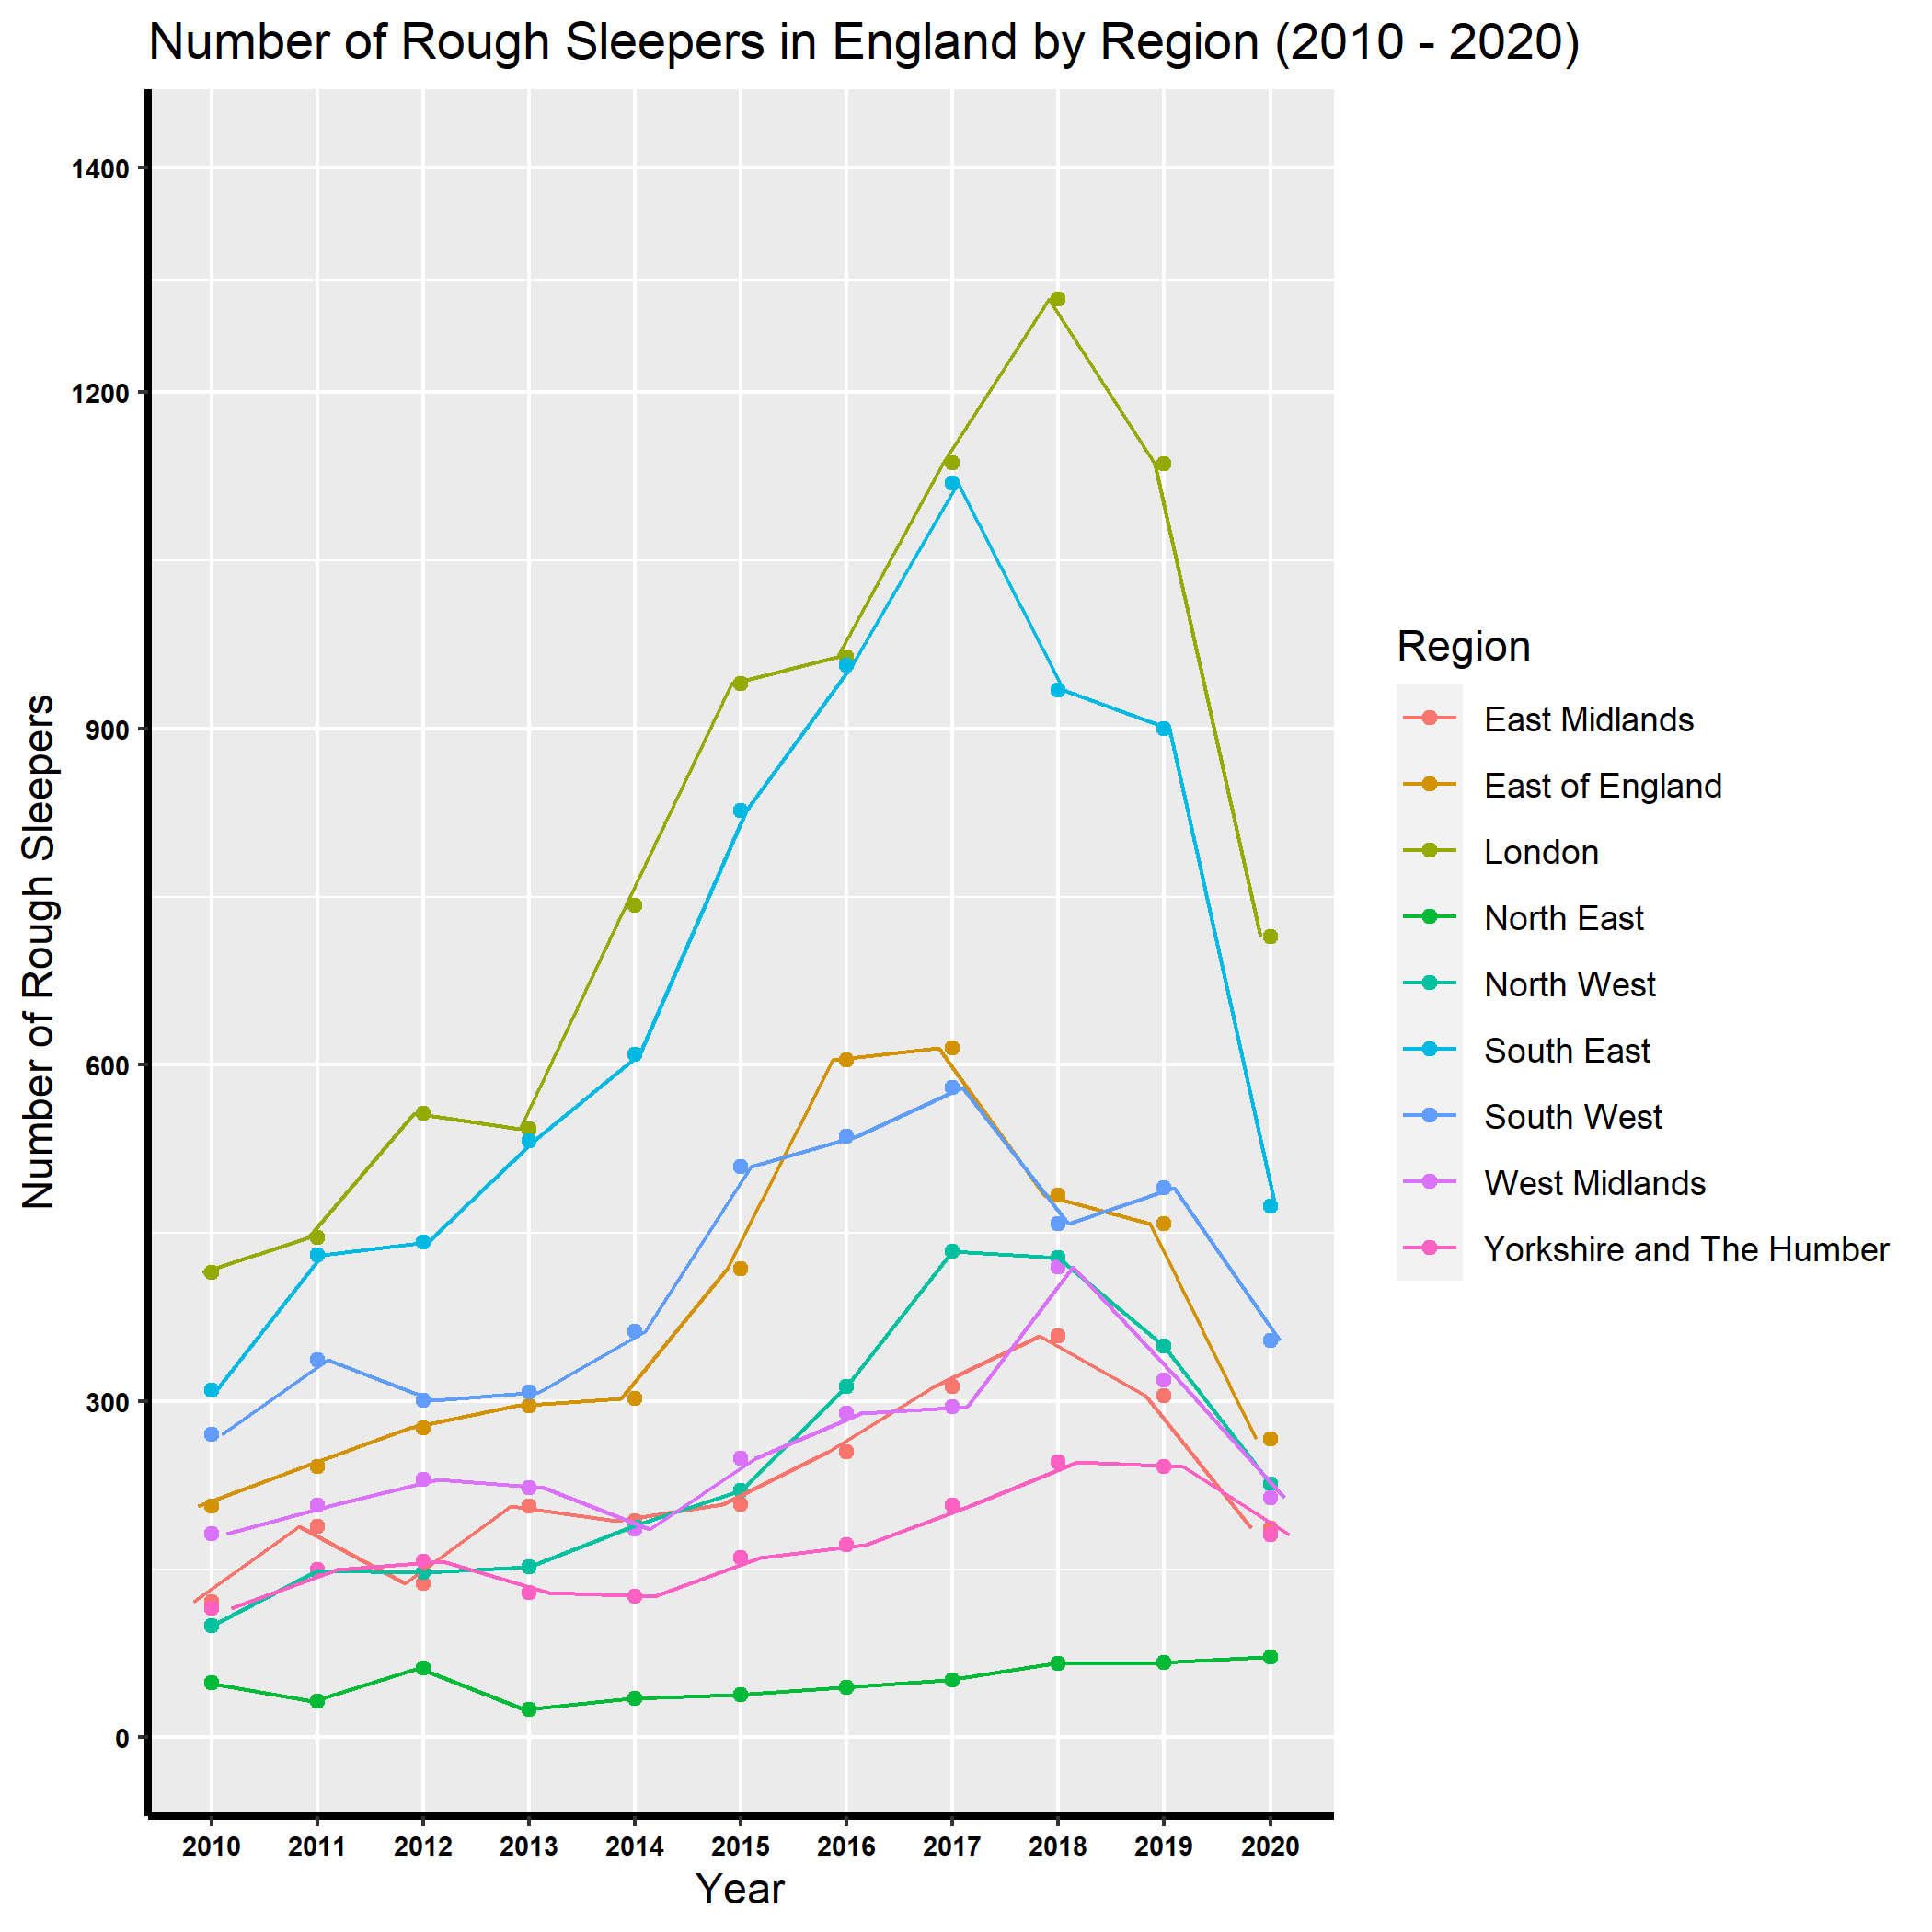 Number of Rough Sleepers in England by Region (2010 - 2020)
Number of Rough Sleepers
1400
1200
900
600
300
0
2010 2011 2012 2013 2014 2015 2016 2017 2018 2019 2020
Year
Region
East Midlands
East of England
London
North East
North West
South East
South West
West Midlands
Yorkshire and The Humber